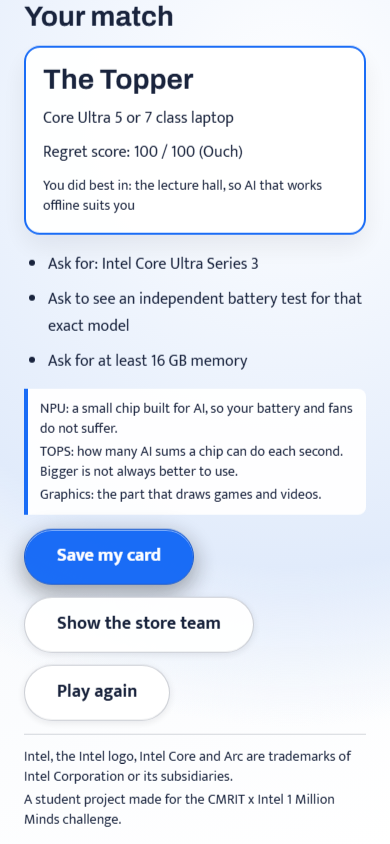 Your match
The Topper
Core Ultra 5 or 7 class laptop
Regret score: 100 / 100 (Ouch)
You did best in: the lecture hall, so AI that works
offline suits you
Ask for: Intel Core Ultra Series 3
Ask to see an independent battery test for that
exact model
Ask for at least 16 GB memory
NPU: a small chip built for AI, so your battery and fans
do not suffer.
TOPS: how many AI sums a chip can do each second.
Bigger is not always better to use.
Graphics: the part that draws games and videos.
Save my card
Show the store team
Play again
Intel, the Intel logo, Intel Core and Arc are trademarks of
Intel Corporation or its subsidiaries.
A student project made for the CMRIT x Intel 1 Million
Minds challenge.